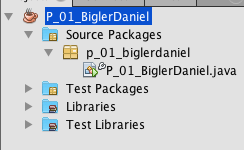 P_01_BiglerDaniel
Source Packages
p_01_biglerdaniel
P_01_BiglerDaniel.java
Test Packages
Libraries
Test Libraries